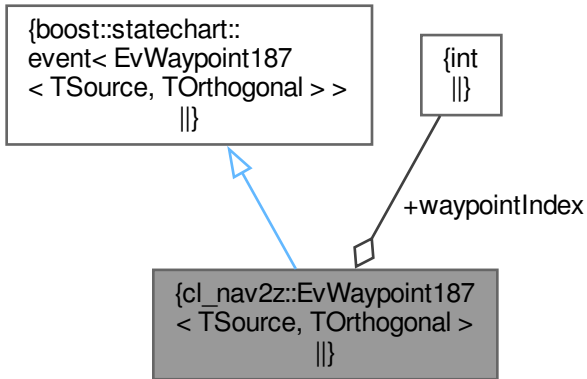 {boost::statechart::
event< EvWaypoint187
< TSource, TOrthogonal > >
||}
{int
||}
+waypointIndex
{cl_nav2z::EvWaypoint187
< TSource, TOrthogonal >
||}